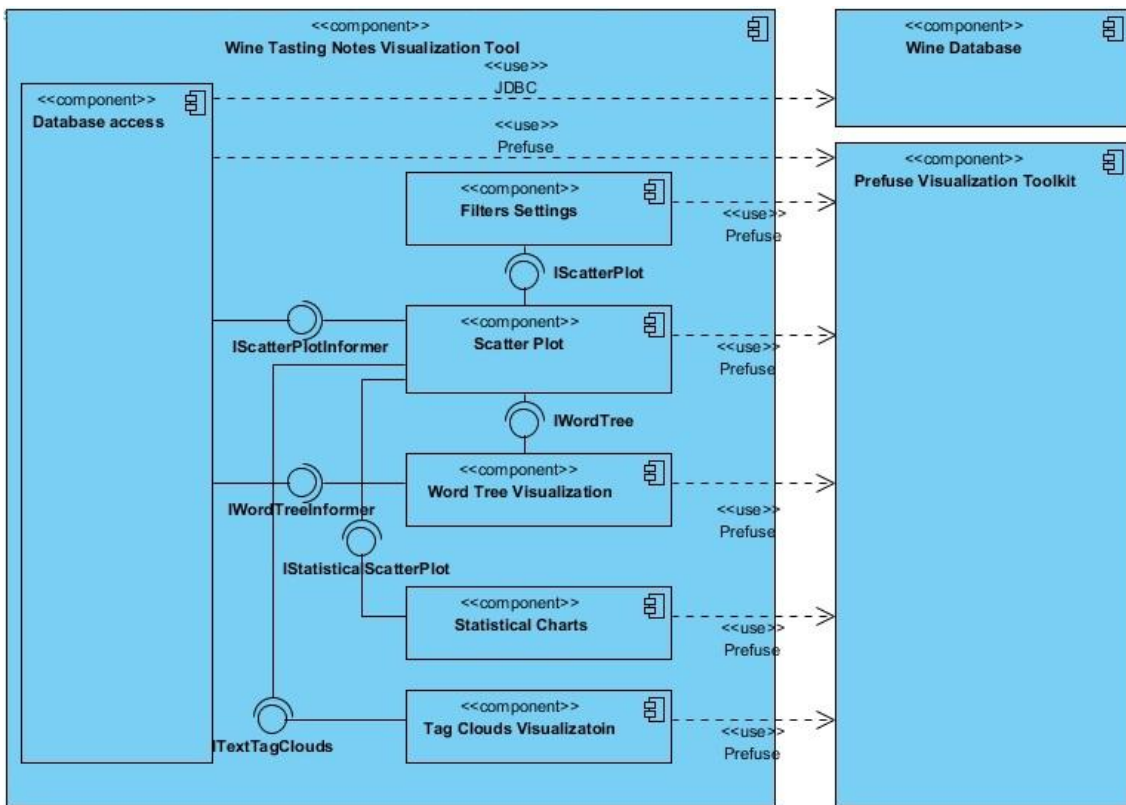 <<component>>
Wine Tasting Notes Visualization Tool
<<component>>
Wine Database
<<use>>
JDBC
<<component>>
Database access
<<use>>
Prefuse
<<component>>
Prefuse Visualization Toolkit
<<component>>
Filters Settings
<<use>>
Prefuse
IScatterPlot
<<component>>
Scatter Plot
IScatterPlotInformer
<<use>>
Prefuse
IWordTree
<<component>>
Word Tree Visualization
IWordTreeInformer
<<use>>
Prefuse
IStatisticalScatterPlot
<<component>>
Statistical Charts
<<use>>
Prefuse
<<component>>
Tag Clouds Visualizatoin
ITextTagClouds
<<use>>
Prefuse